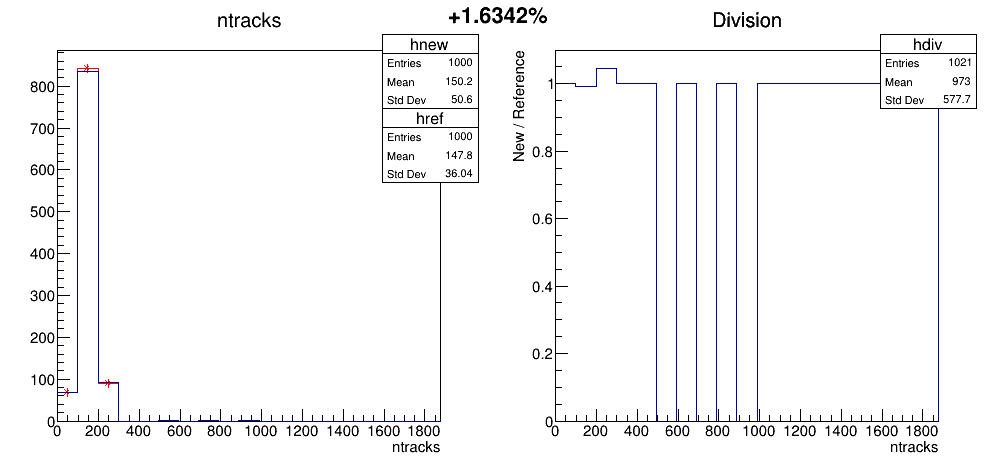 +1.6342%
ntracks
hnew
Entries 1000
Mean 150.2
Std Dev 50.6
href
Entries 1000
Mean 147.8
Std Dev 36.04
800
700
600
500
400
300
200
100
0
0 200 400 600 800 1000 1200 1400 1600 1800
ntracks
Division
hdiv
Entries 1021
Mean 973
Std Dev 577.7
New / Reference
1
0.8
0.6
0.4
0.2
0
0 200 400 600 800 1000 1200 1400 1600 1800
ntracks